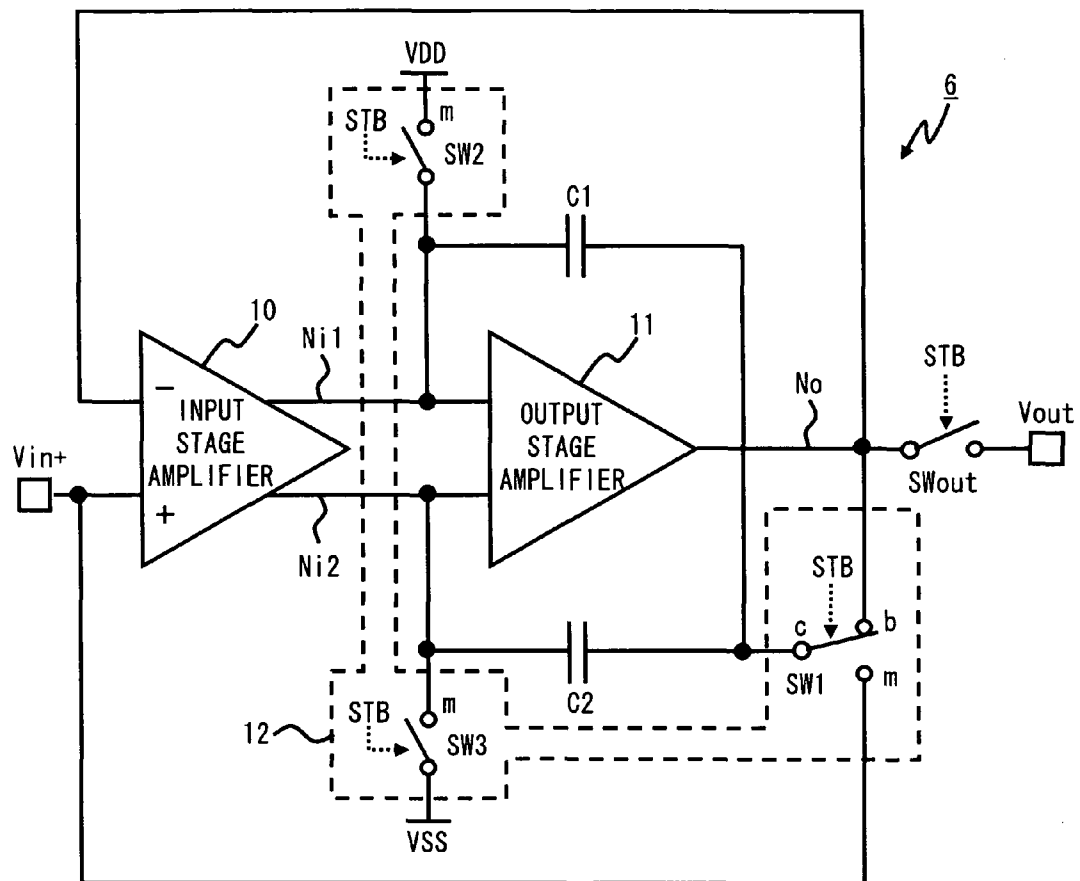 6
VDD
STB
m
SW2
C1
10
Ni1
11
-
INPUT
STAGE
AMPLIFIER
+
OUTPUT
STAGE
AMPLIFIER
No
STB
Vout
SWout
Vin+
Ni2
STB
c
b
SW1
m
C2
12
STB
m
SW3
VSS